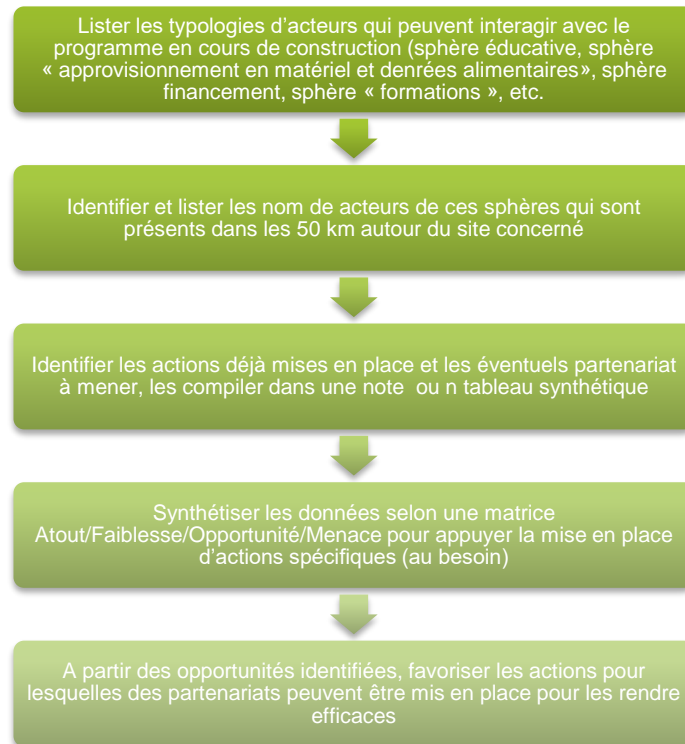 Lister les typologies d’acteurs qui peuvent interagir avec le
programme en cours de construction (sphère éducative, sphère
« approvisionnement en matériel et denrées alimentaires», sphère
financement, sphère « formations », etc.
Identifier et lister les nom de acteurs de ces sphères qui sont
présents dans les 50 km autour du site concerné
Identifier les actions déjà mises en place et les éventuels partenariat
à mener, les compiler dans une note ou n tableau synthétique
Synthétiser les données selon une matrice
Atout/Faiblesse/Opportunité/Menace pour appuyer la mise en place
d’actions spécifiques (au besoin)
A partir des opportunités identifiées, favoriser les actions pour
lesquelles des partenariats peuvent être mis en place pour les rendre
efficaces